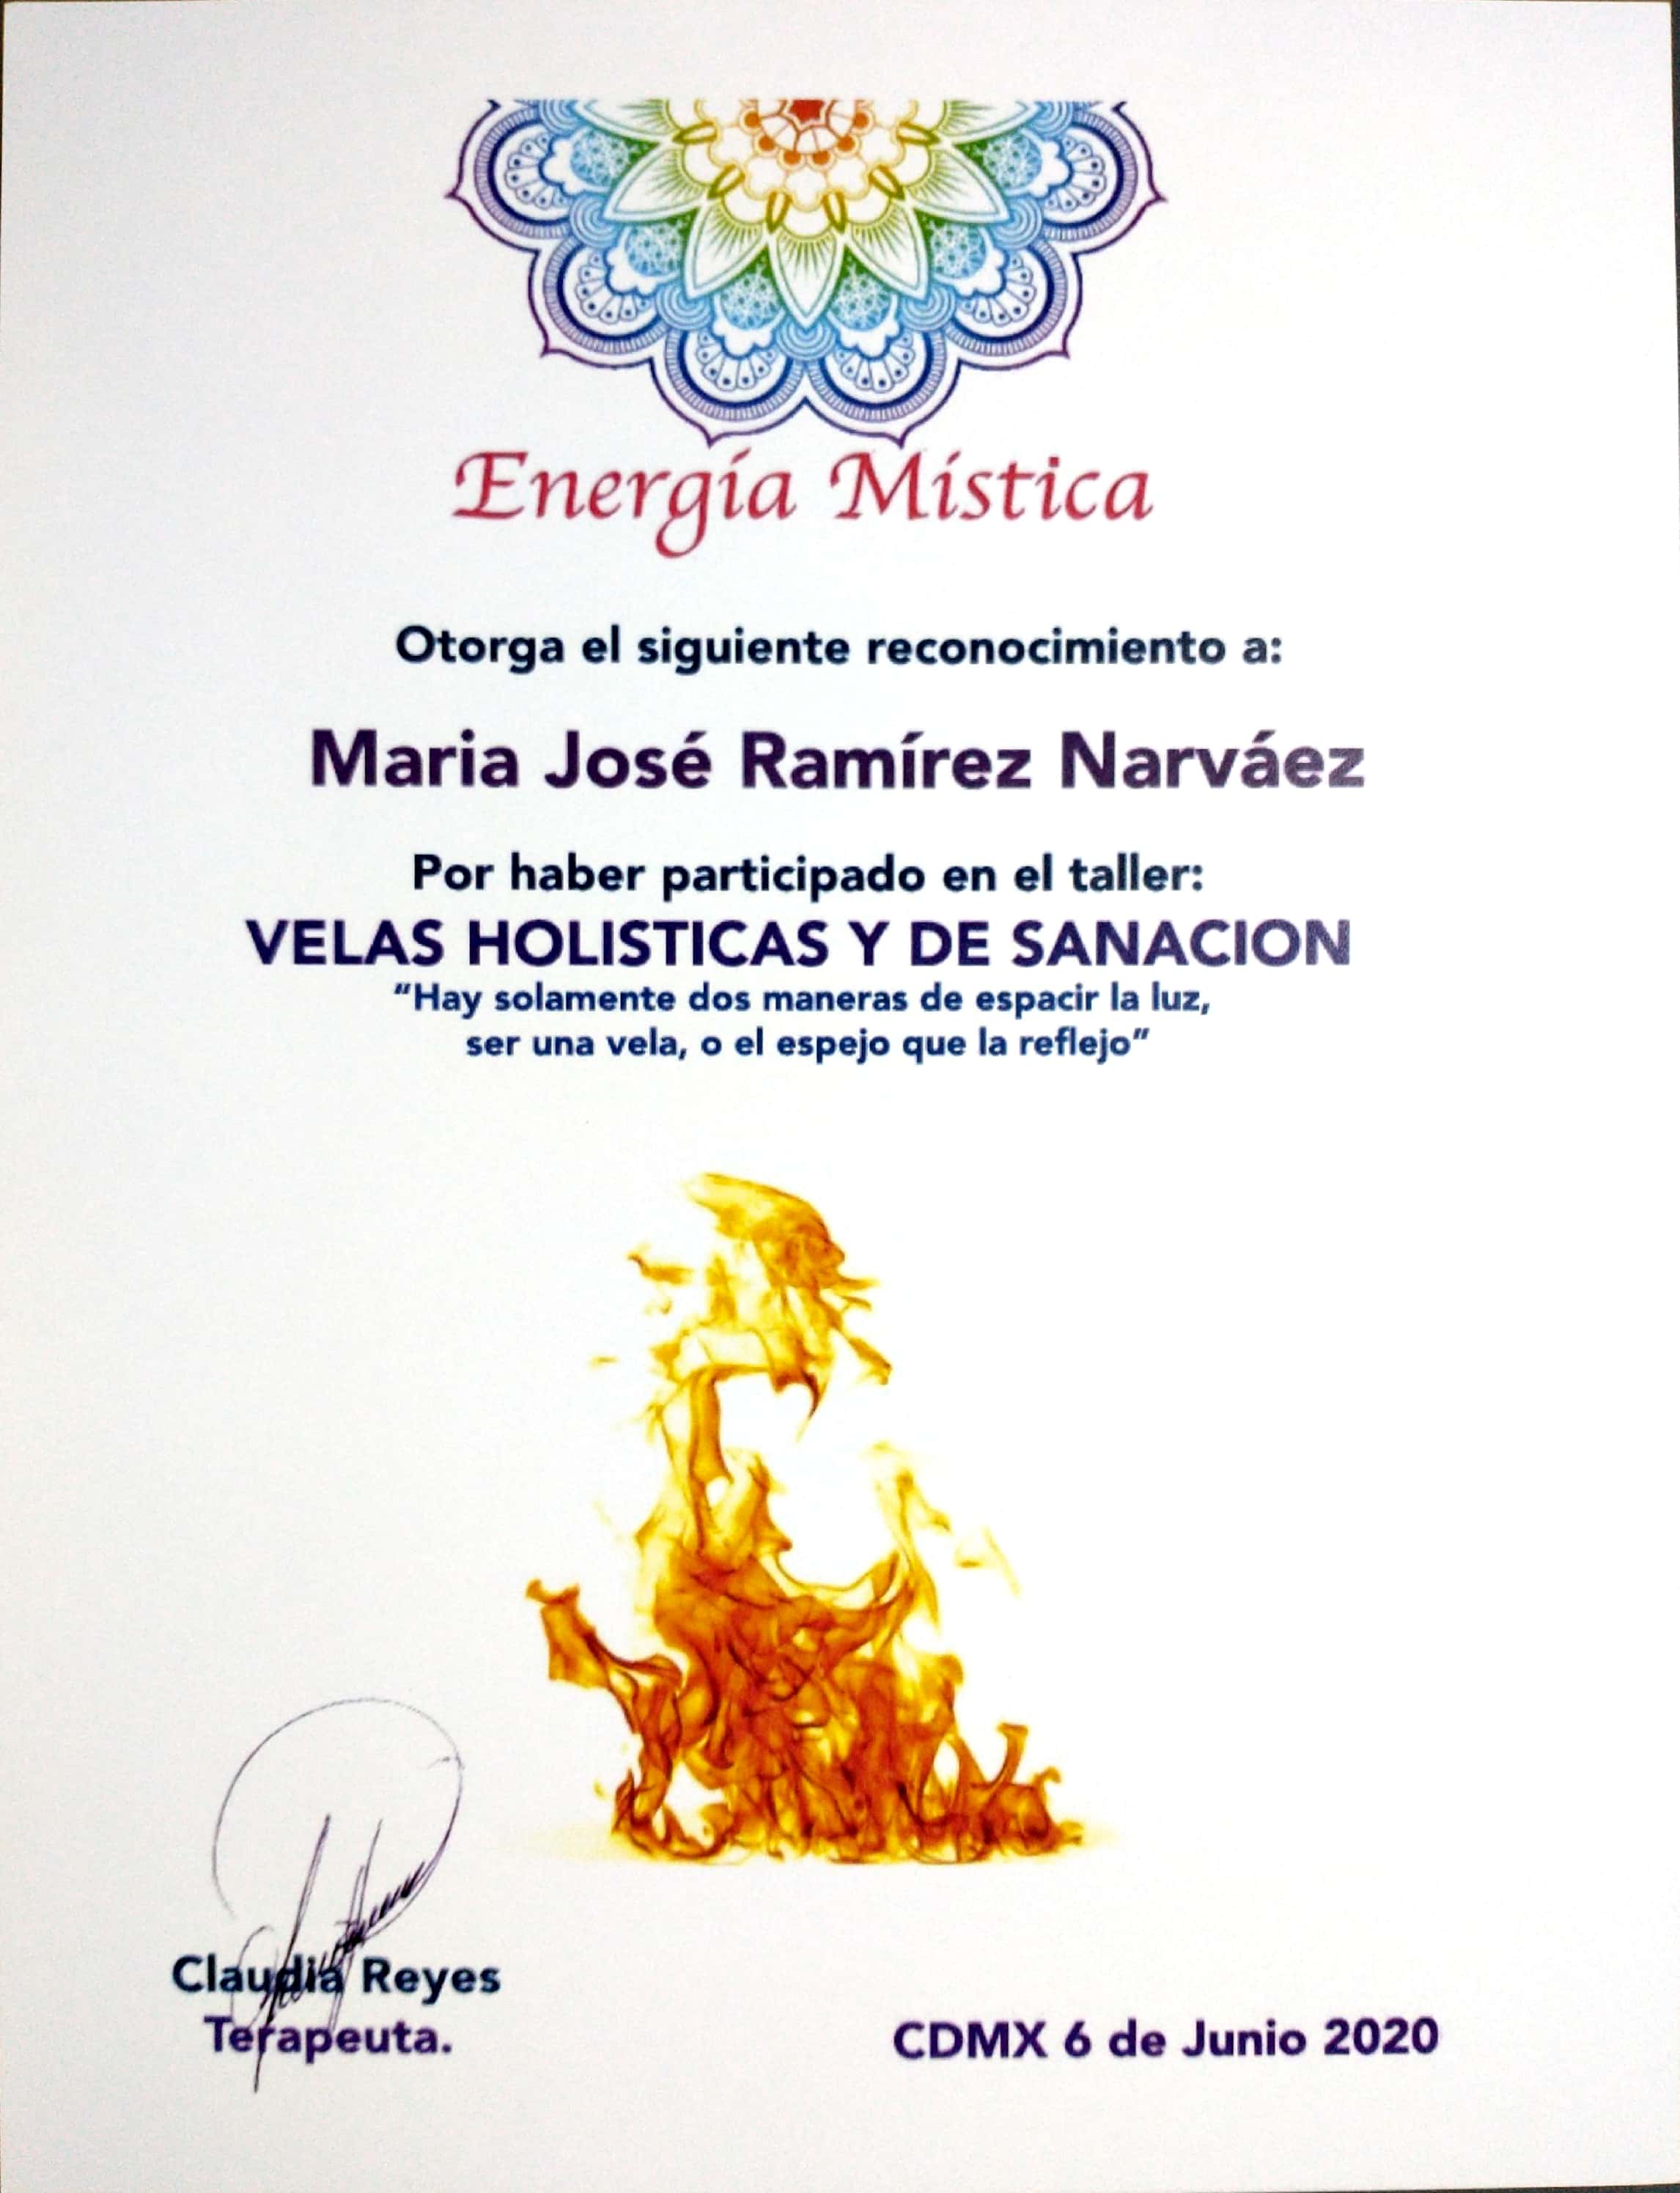 Energía Mística
Otorga el siguiente reconocimiento a:
Maria José Ramírez Narváez
Por haber participado en el taller:
VELAS HOLISTICAS Y DE SANACION
“Hay solamente dos maneras de espacir la luz,
ser una vela, o el espejo que la reflejo”
Claudia Reyes
Terapeuta.
CDMX 6 de Junio 2020